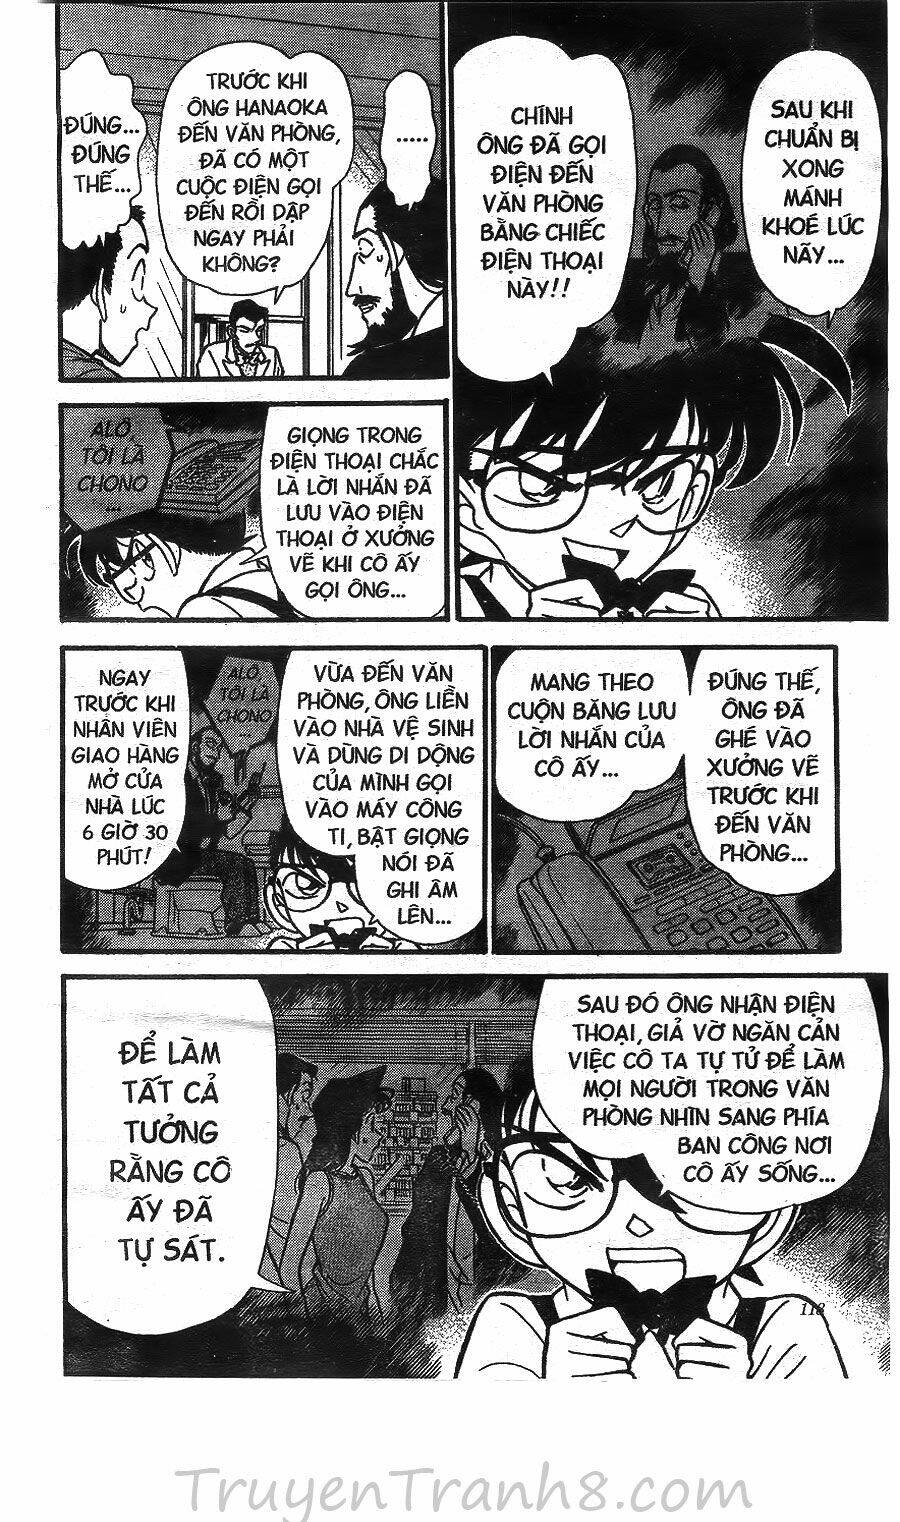 SAU KHI
CHUẨN BỊ
XONG
MÁNH
KHOÉ LÚC
NÃY...
CHÍNH
ÔNG ĐÃ GỌI
ĐIỆN ĐẾN
VĂN PHÒNG
BẰNG CHIẾC
ĐIỆN THOẠI
NÀY!!
......
TRƯỚC KHI
ÔNG HANAOKA
ĐẾN VĂN PHÒNG,
ĐÃ CÓ MỘT
CUỘC ĐIỆN GỌI
ĐẾN RỒI DẬP
NGAY PHẢI
KHÔNG?
ĐÚNG...
ĐÚNG
THẾ...
GIỌNG TRONG
ĐIỆN THOẠI CHẮC
LÀ LỜI NHẮN ĐÃ
LƯU VÀO ĐIỆN
THOẠI Ở XƯỞNG
VẼ KHI CÔ ẤY
GỌI ÔNG...
ALÔ,
TÔI LÀ
CHONO
...
ĐÚNG THẾ,
ÔNG ĐÃ
GHÉ VÀO
XƯỞNG VẼ
TRƯỚC KHI
ĐẾN VĂN
PHÒNG...
MANG THEO
CUỘN BĂNG LƯU
LỜI NHẮN CỦA
CÔ ẤY...
VỪA ĐẾN VĂN
PHÒNG, ÔNG LIỀN
VÀO NHÀ VỆ SINH
VÀ DÙNG DI ĐỘNG
CỦA MÌNH GỌI
VÀO MÁY CÔNG
TI, BẬT GIỌNG
NÓI ĐÃ
GHI ÂM
LÊN...
ALÔ,
TÔI LÀ
CHONO
...
NGAY
TRƯỚC KHI
NHÂN VIÊN
GIAO HÀNG
MỞ CỬA
NHÀ LÚC
6 GIỜ 30
PHÚT!
SAU ĐÓ ÔNG NHẬN ĐIỆN
THOẠI, GIẢ VỜ NGĂN CẢN
VIỆC CÔ TA TỰ TỬ ĐỂ LÀM
MỌI NGƯỜI TRONG VĂN
PHÒNG NHÌN SANG PHÍA
BAN CÔNG NƠI
CÔ ẤY SỐNG...
ĐỂ LÀM
TẤT CẢ
TƯỞNG
RẰNG CÔ
ẤY ĐÃ
TỰ SÁT.
118
TruyenTranh8.com